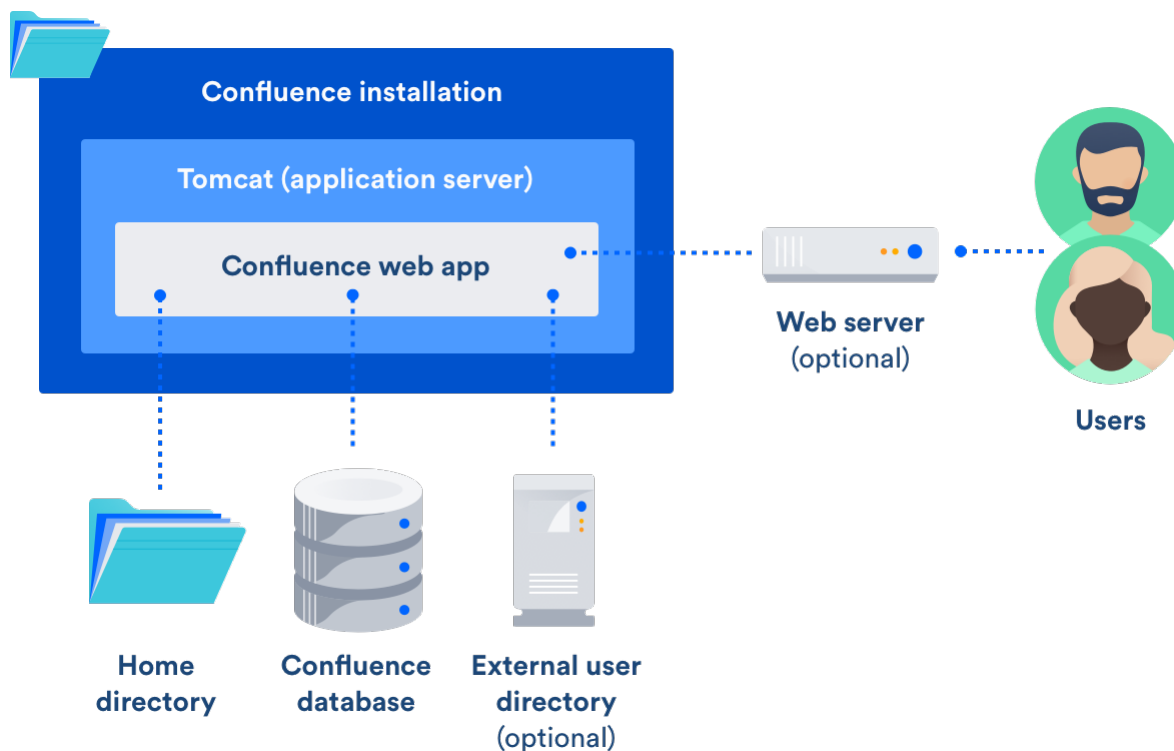 Confluence installation
Tomcat (application server)
Confluence web app
Web server
(optional)
Users
Home
directory
Confluence
database
External user
directory
(optional)